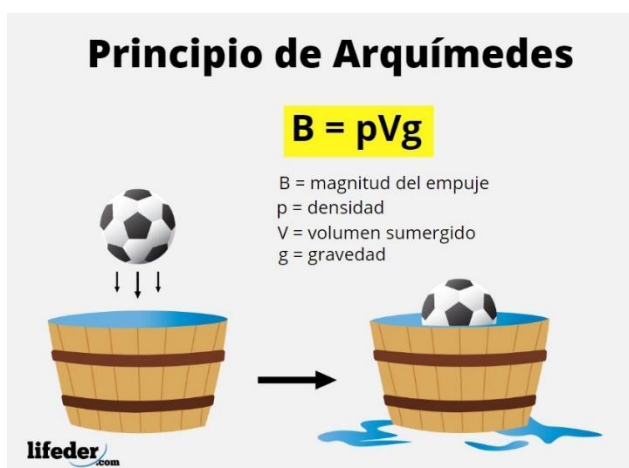 Principio de Arquímedes
B = pVg
B = magnitud del empuje
p = densidad
V = volumen sumergido
g = gravedad
lifeder
.com